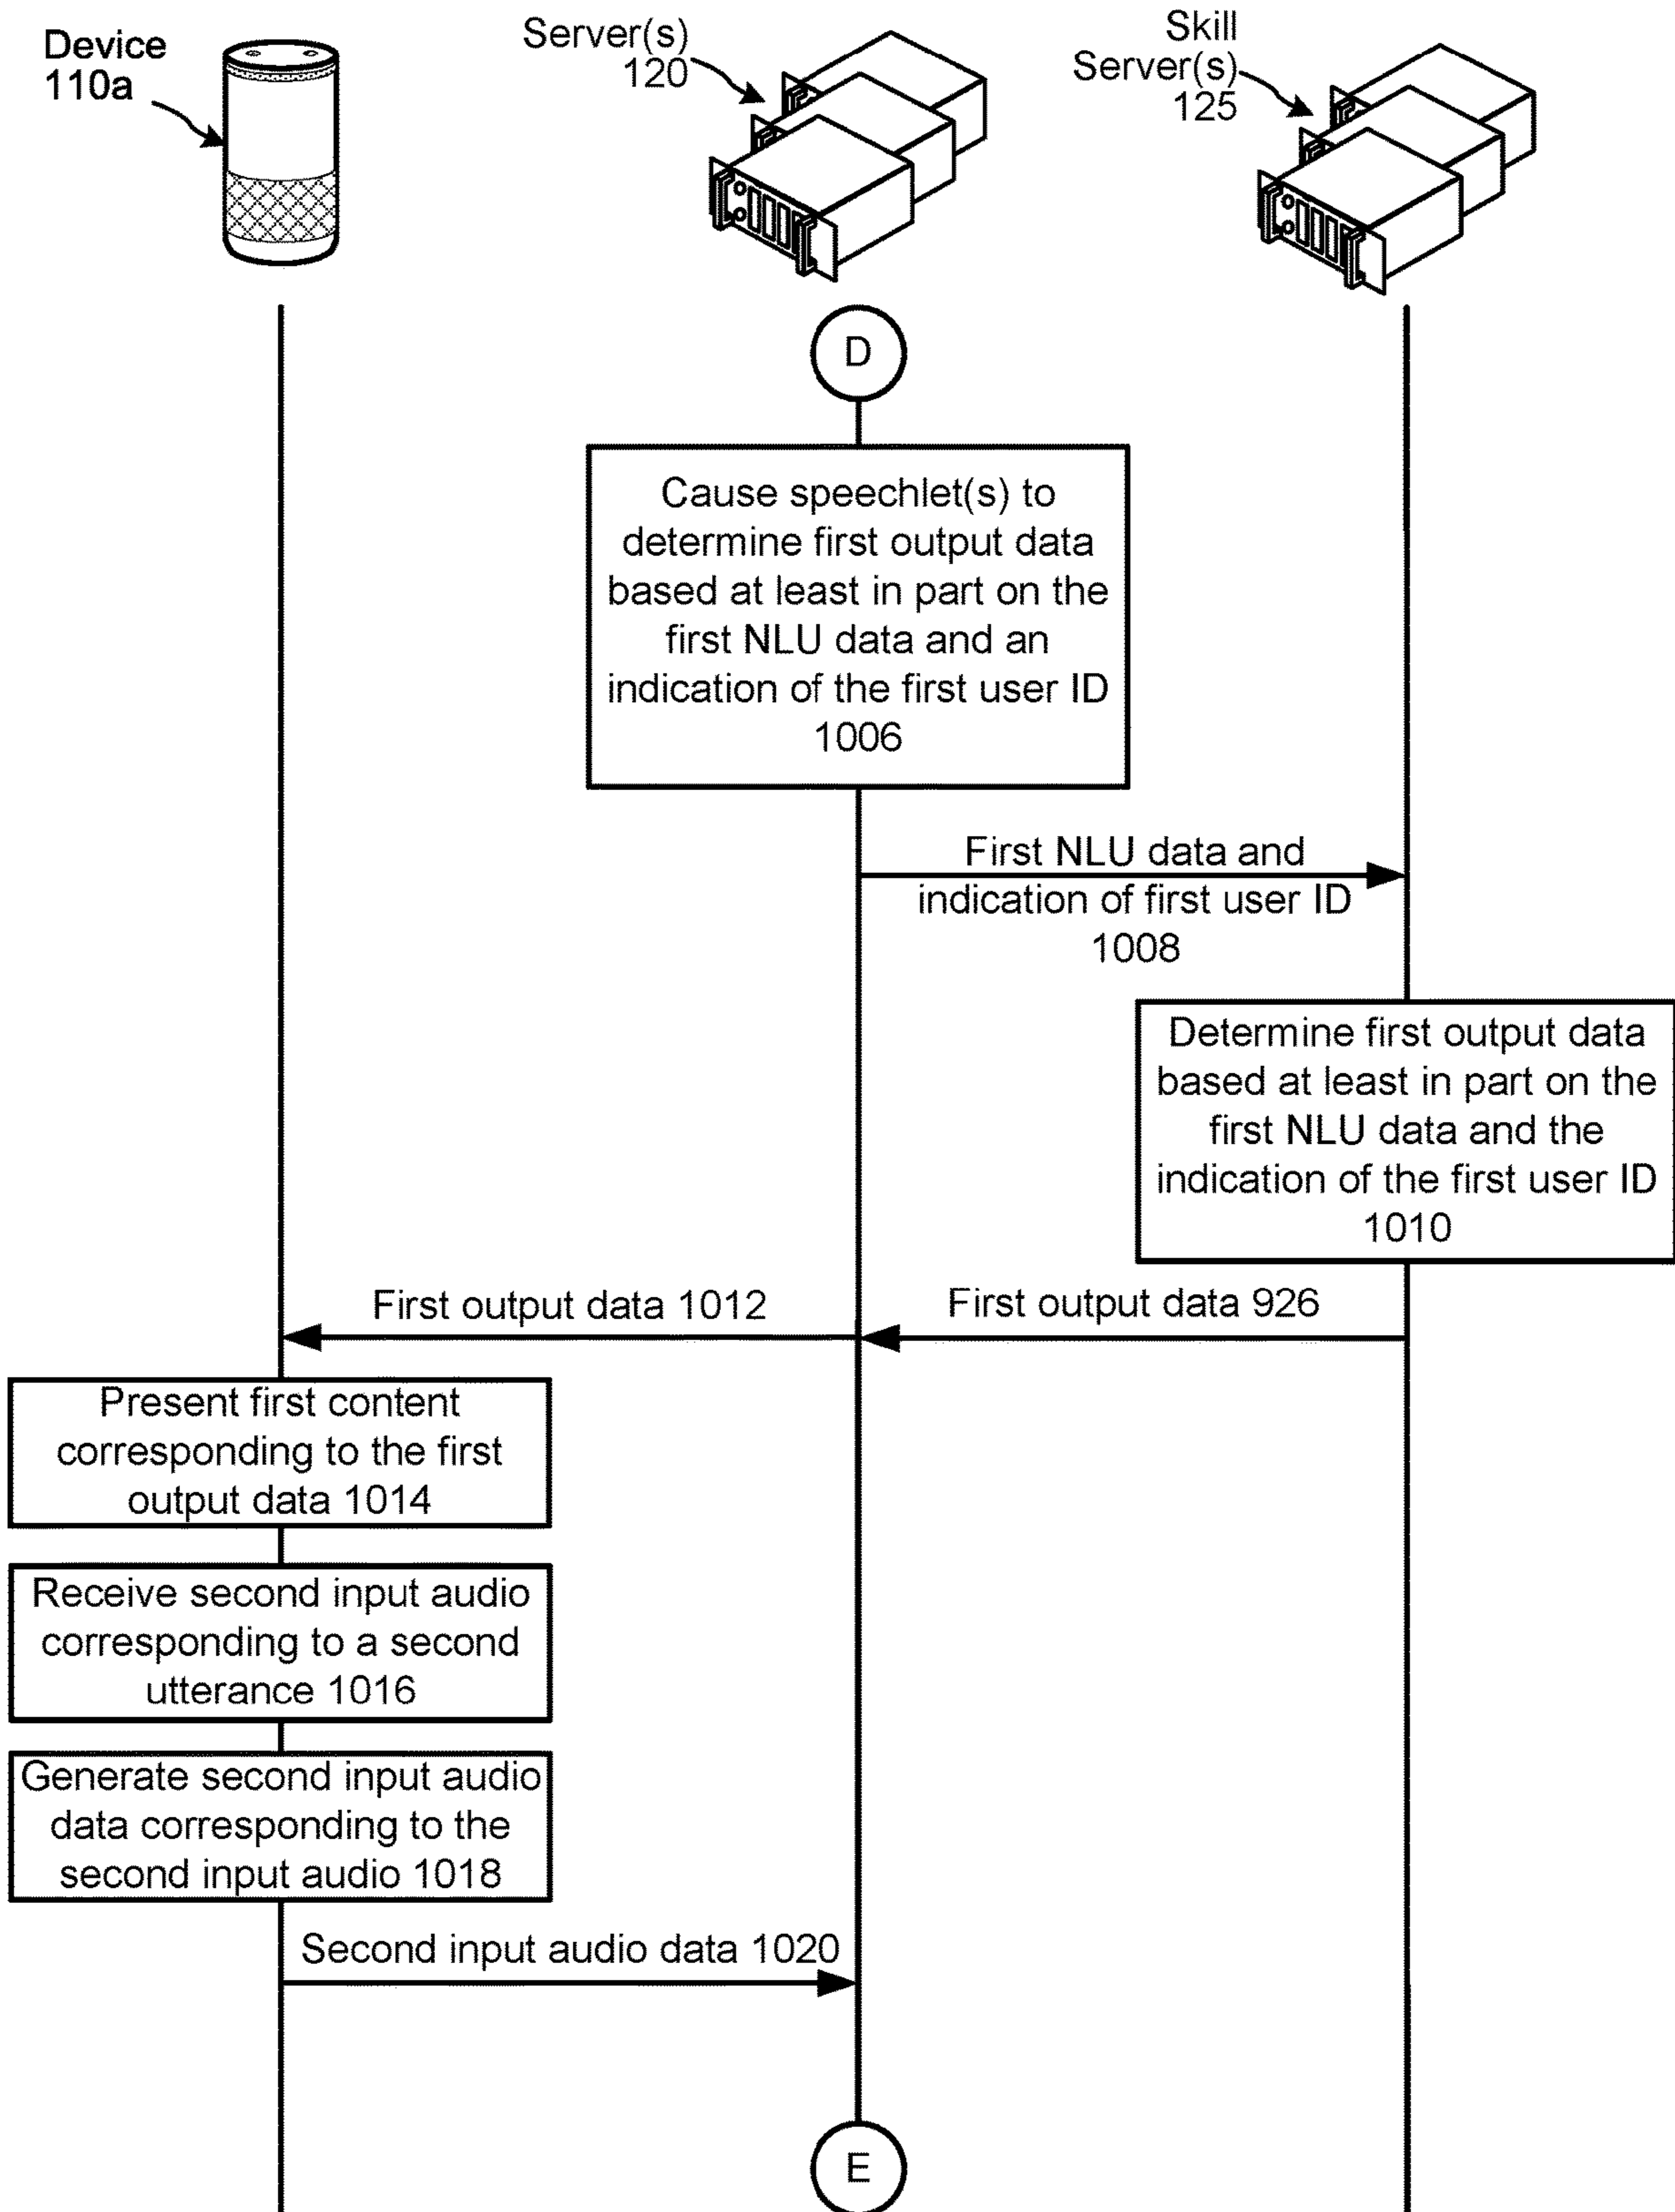 Device
110a
Server(s)
120
Skill
Server(s)
125
D
Cause speechlet(s) to
determine first output data
based at least in part on the
first NLU data and an
indication of the first user ID
1006
First NLU data and
indication of first user ID
1008
Determine first output data
based at least in part on the
first NLU data and the
indication of the first user ID
1010
First output data 1012
First output data 926
Present first content
corresponding to the first
output data 1014
Receive second input audio
corresponding to a second
utterance 1016
Generate second input audio
data corresponding to the
second input audio 1018
Second input audio data 1020
E